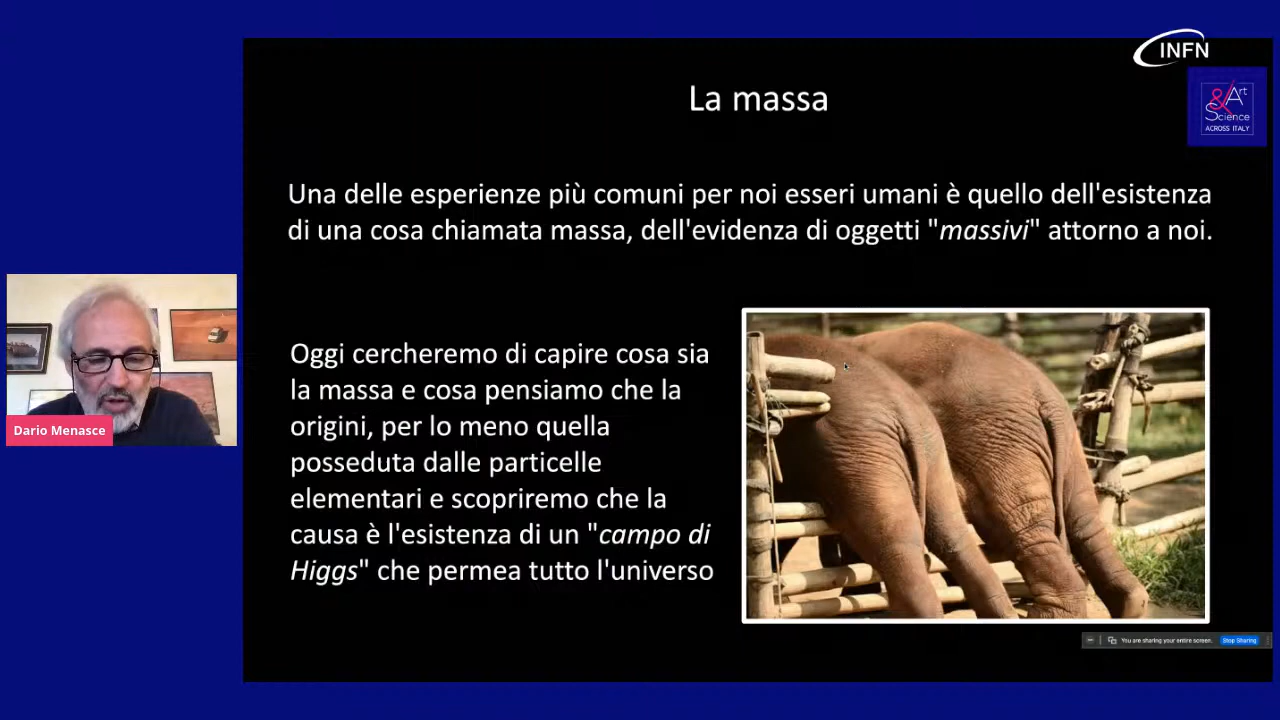 INFN
&Art
Science
ACROSS ITALY
La massa
Una delle esperienze più comuni per noi esseri umani è quello dell'esistenza
di una cosa chiamata massa, dell'evidenza di oggetti "massivi" attorno a noi.
Oggi cercheremo di capire cosa sia
la massa e cosa pensiamo che la
origini, per lo meno quella
posseduta dalle particelle
elementari e scopriremo che la
causa è l'esistenza di un "campo di
Higgs" che permea tutto l'universo
Dario Menasce
You are sharing your entire screen.
Stop Sharing